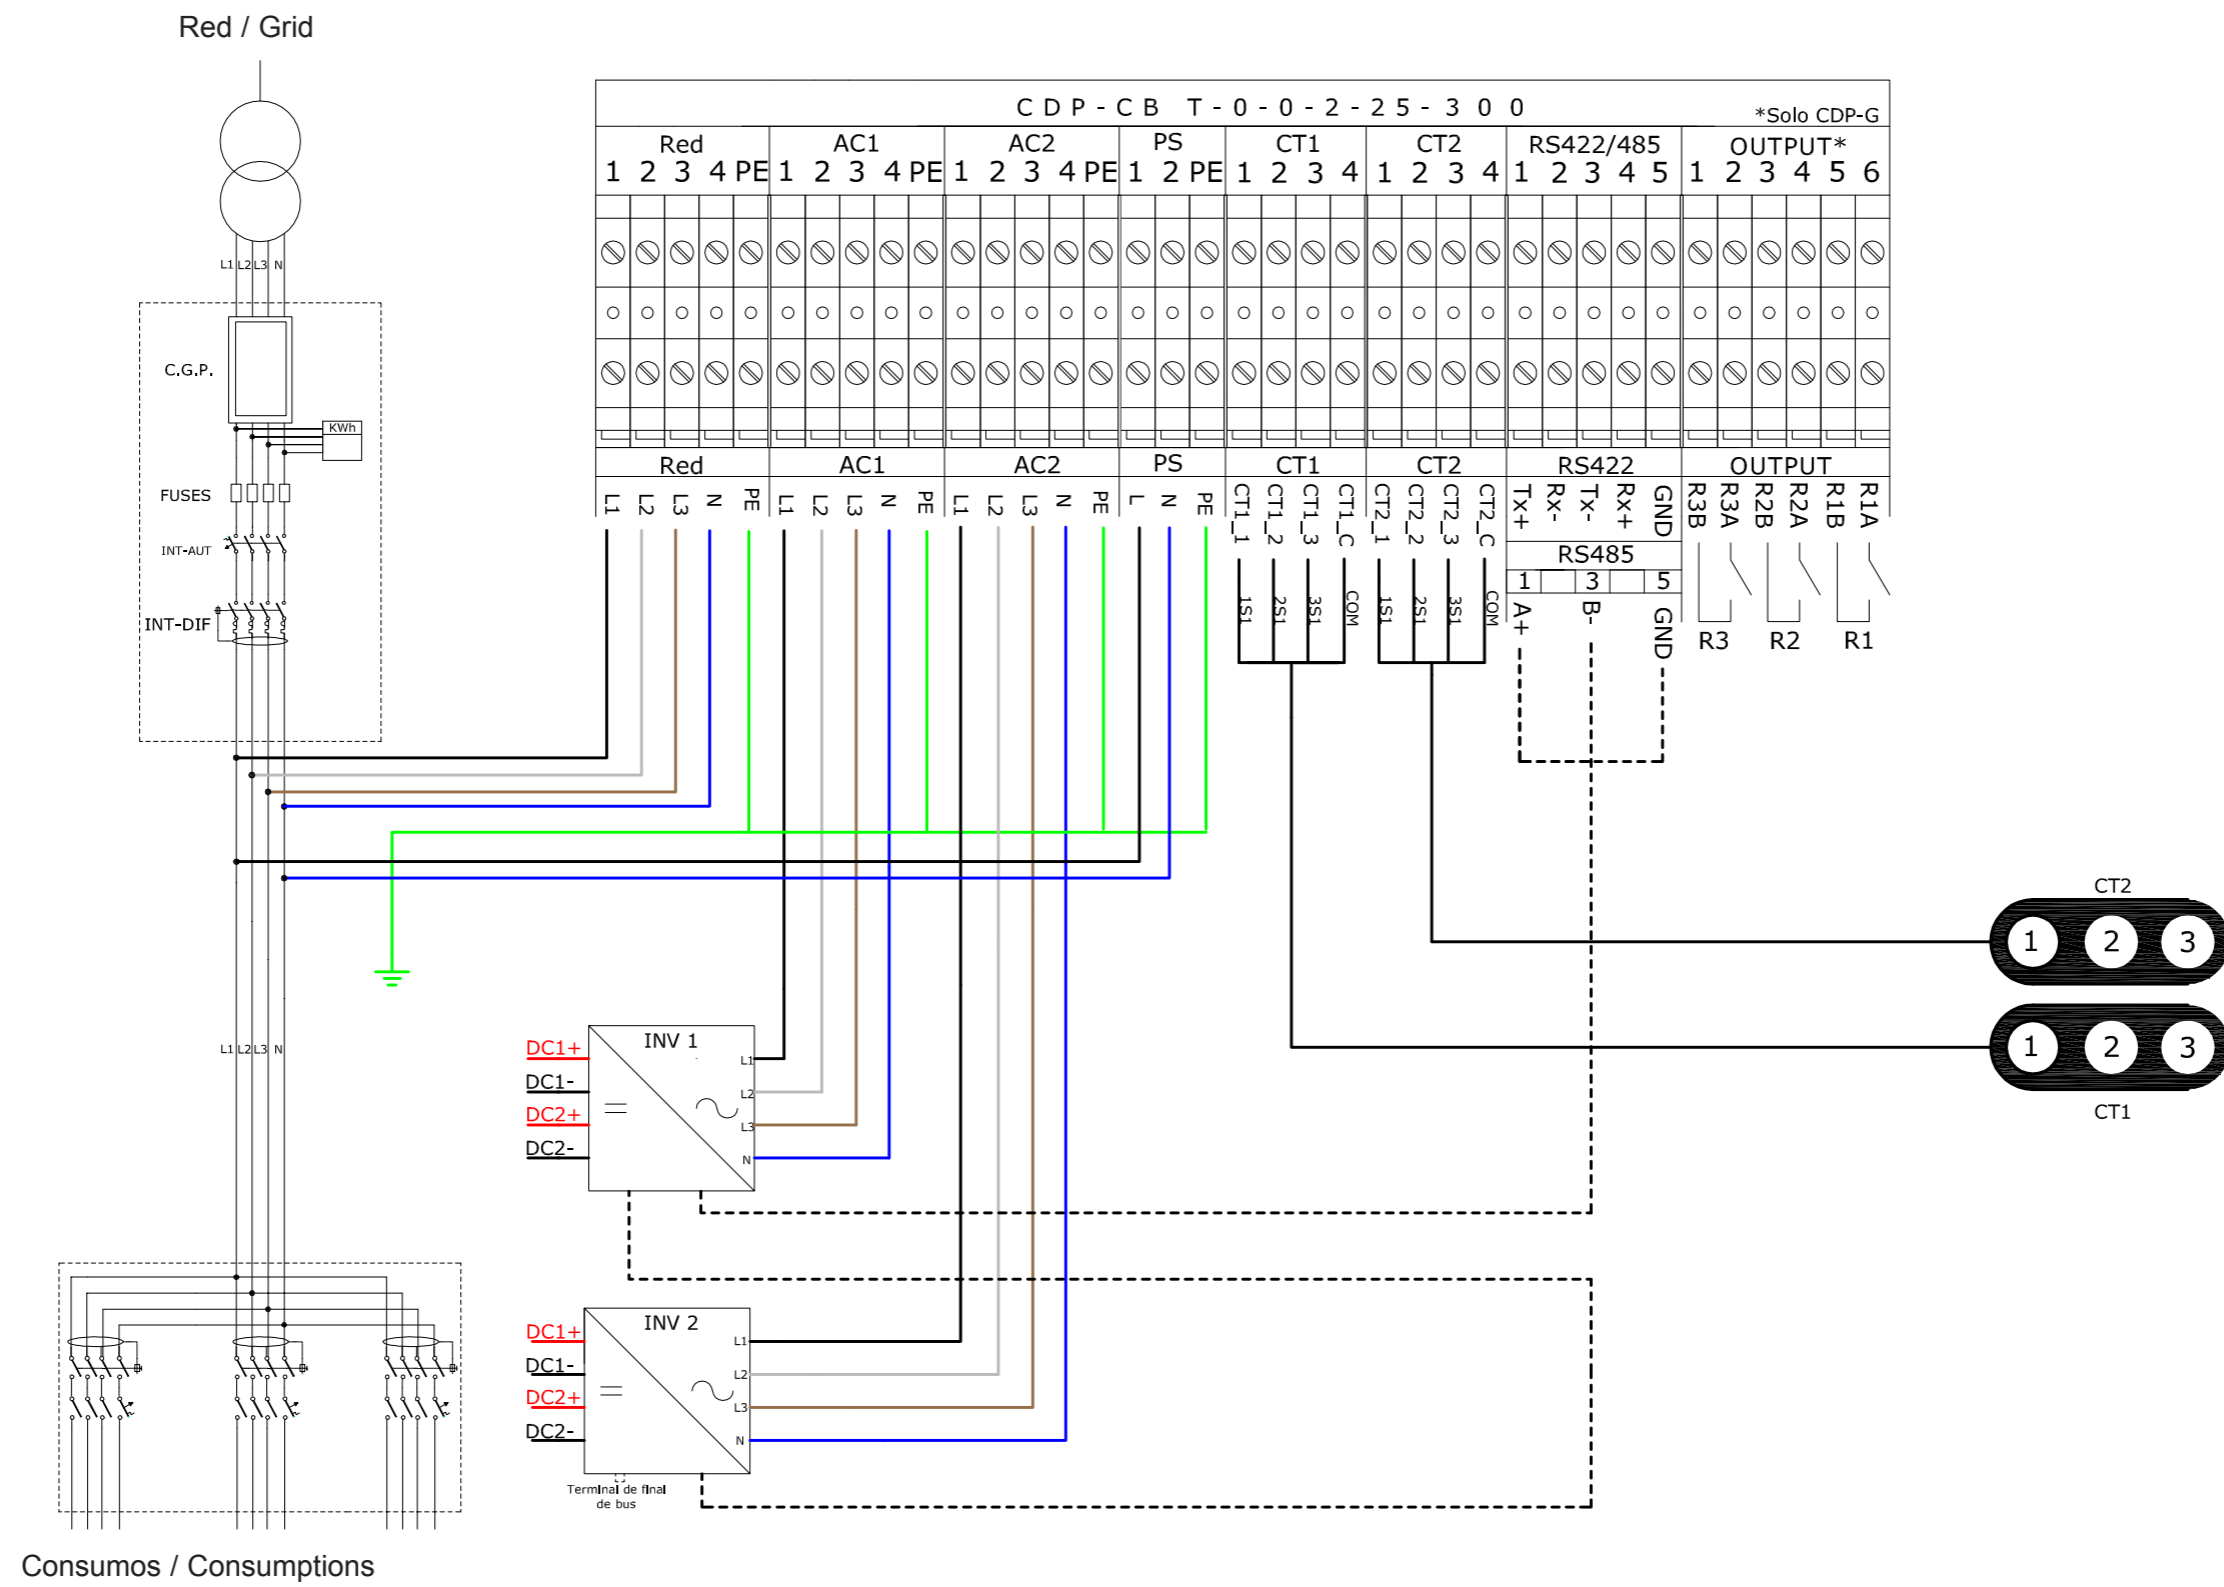 Red / Grid
CDP-CB T-0-0-2-25-300
*Solo CDP-G
Red AC1 AC2 PS CT1 CT2 RS422/485 OUTPUT*
1 2 3 4 PE 1 2 3 4 PE 1 2 3 4 PE 1 2 PE 1 2 3 4 1 2 3 4 1 2 3 4 5 1 2 3 4 5 6
L1 L2 L3 N
C.G.P.
KWh
FUSES
INT-AUT
INT-DIF
Red AC1 AC2 PS CT1 CT2 RS422 OUTPUT
L1 L2 L3 N PE L1 L2 L3 N PE L1 L2 L3 N PE L N PE CT1_1 CT1_2 CT1_3 CT1_C CT2_1 CT2_2 CT2_3 CT2_C Tx+ Rx- Tx- Rx+ GND R3B R3A R2B R2A R1B R1A
RS485
1 3 5
1S1 2S1 3S1 COM 1S1 2S1 3S1 COM
A+ B- GND
R3 R2 R1
CT2
1 2 3
1 2 3
CT1
L1 L2 L3 N
INV 1
DC1+
DC1-
DC2+
DC2-
L1
L2
L3
N
INV 2
DC1+
DC1-
DC2+
DC2-
L1
L2
L3
N
Terminal de final
de bus
Consumos / Consumptions